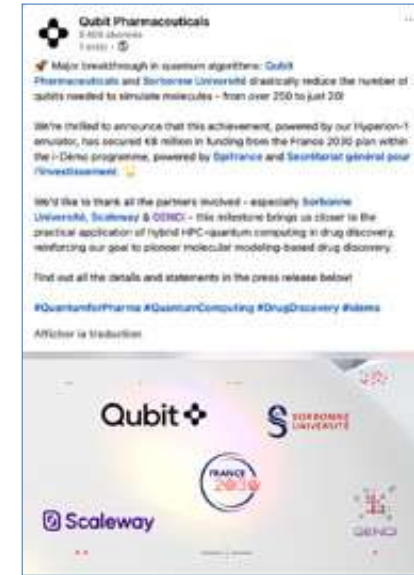 Qubit Pharmaceuticals
🚀 Major breakthrough in quantum algorithms: Qubit
Pharmaceuticals and Sorbonne Université drastically reduce the number of
qubits needed to simulate molecules – from over 250 to just 20!
We're thrilled to announce that this achievement, powered by our Hyperion-1
emulator, has secured €8 million in funding from the France 2030 plan within
the i-Démo programme, powered by Bpifrance and Secrétariat général pour
l'investissement.
We'd like to thank all the partners involved – especially Sorbonne
Université, Scaleway & GENCI – this milestone brings us closer to the
practical application of hybrid HPC-quantum computing in drug discovery,
reinforcing our goal to pioneer molecular modeling-based drug discovery.
Find out all the details and statements in the press release below!
#QuantumforPharma #QuantumComputing #DrugDiscovery #idemo
Afficher la traduction
Qubit
SORBONNE
UNIVERSITÉ
FRANCE
2030
Scaleway
GENCI